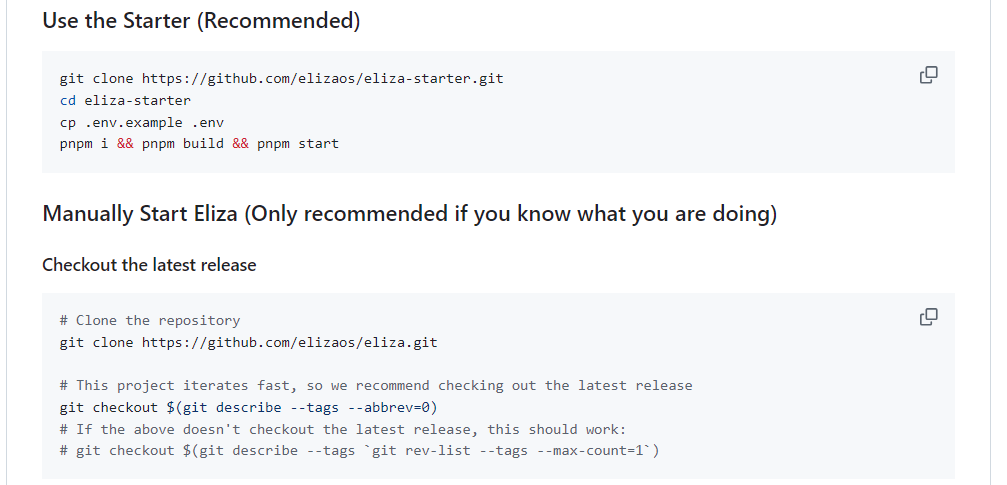 Use the Starter (Recommended)
git clone https://github.com/elizaos/eliza-starter.git
cd eliza-starter
cp .env.example .env
pnpm i && pnpm build && pnpm start
Manually Start Eliza (Only recommended if you know what you are doing)
Checkout the latest release
# Clone the repository
git clone https://github.com/elizaos/eliza.git
# This project iterates fast, so we recommend checking out the latest release
git checkout $(git describe --tags --abbrev=0)
# If the above doesn't checkout the latest release, this should work:
# git checkout $(git describe --tags `git rev-list --tags --max-count=1`)